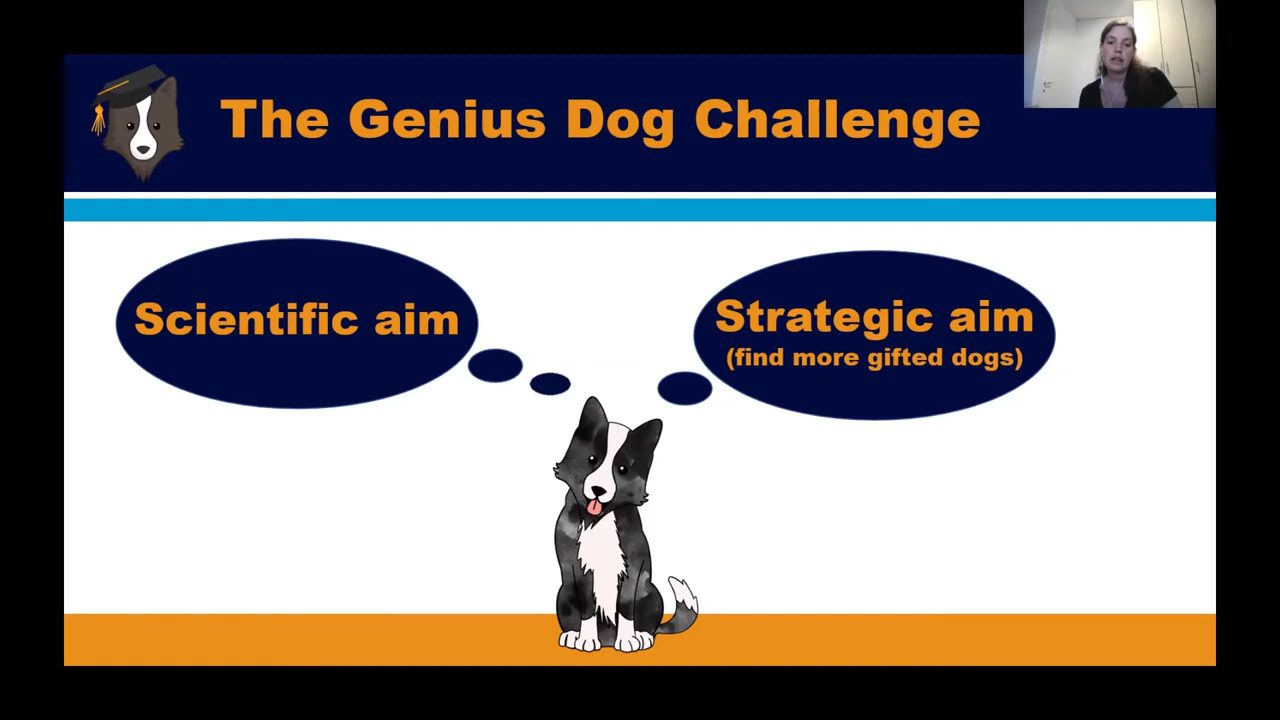 The Genius Dog Challenge
Scientific aim
Strategic aim
(find more gifted dogs)